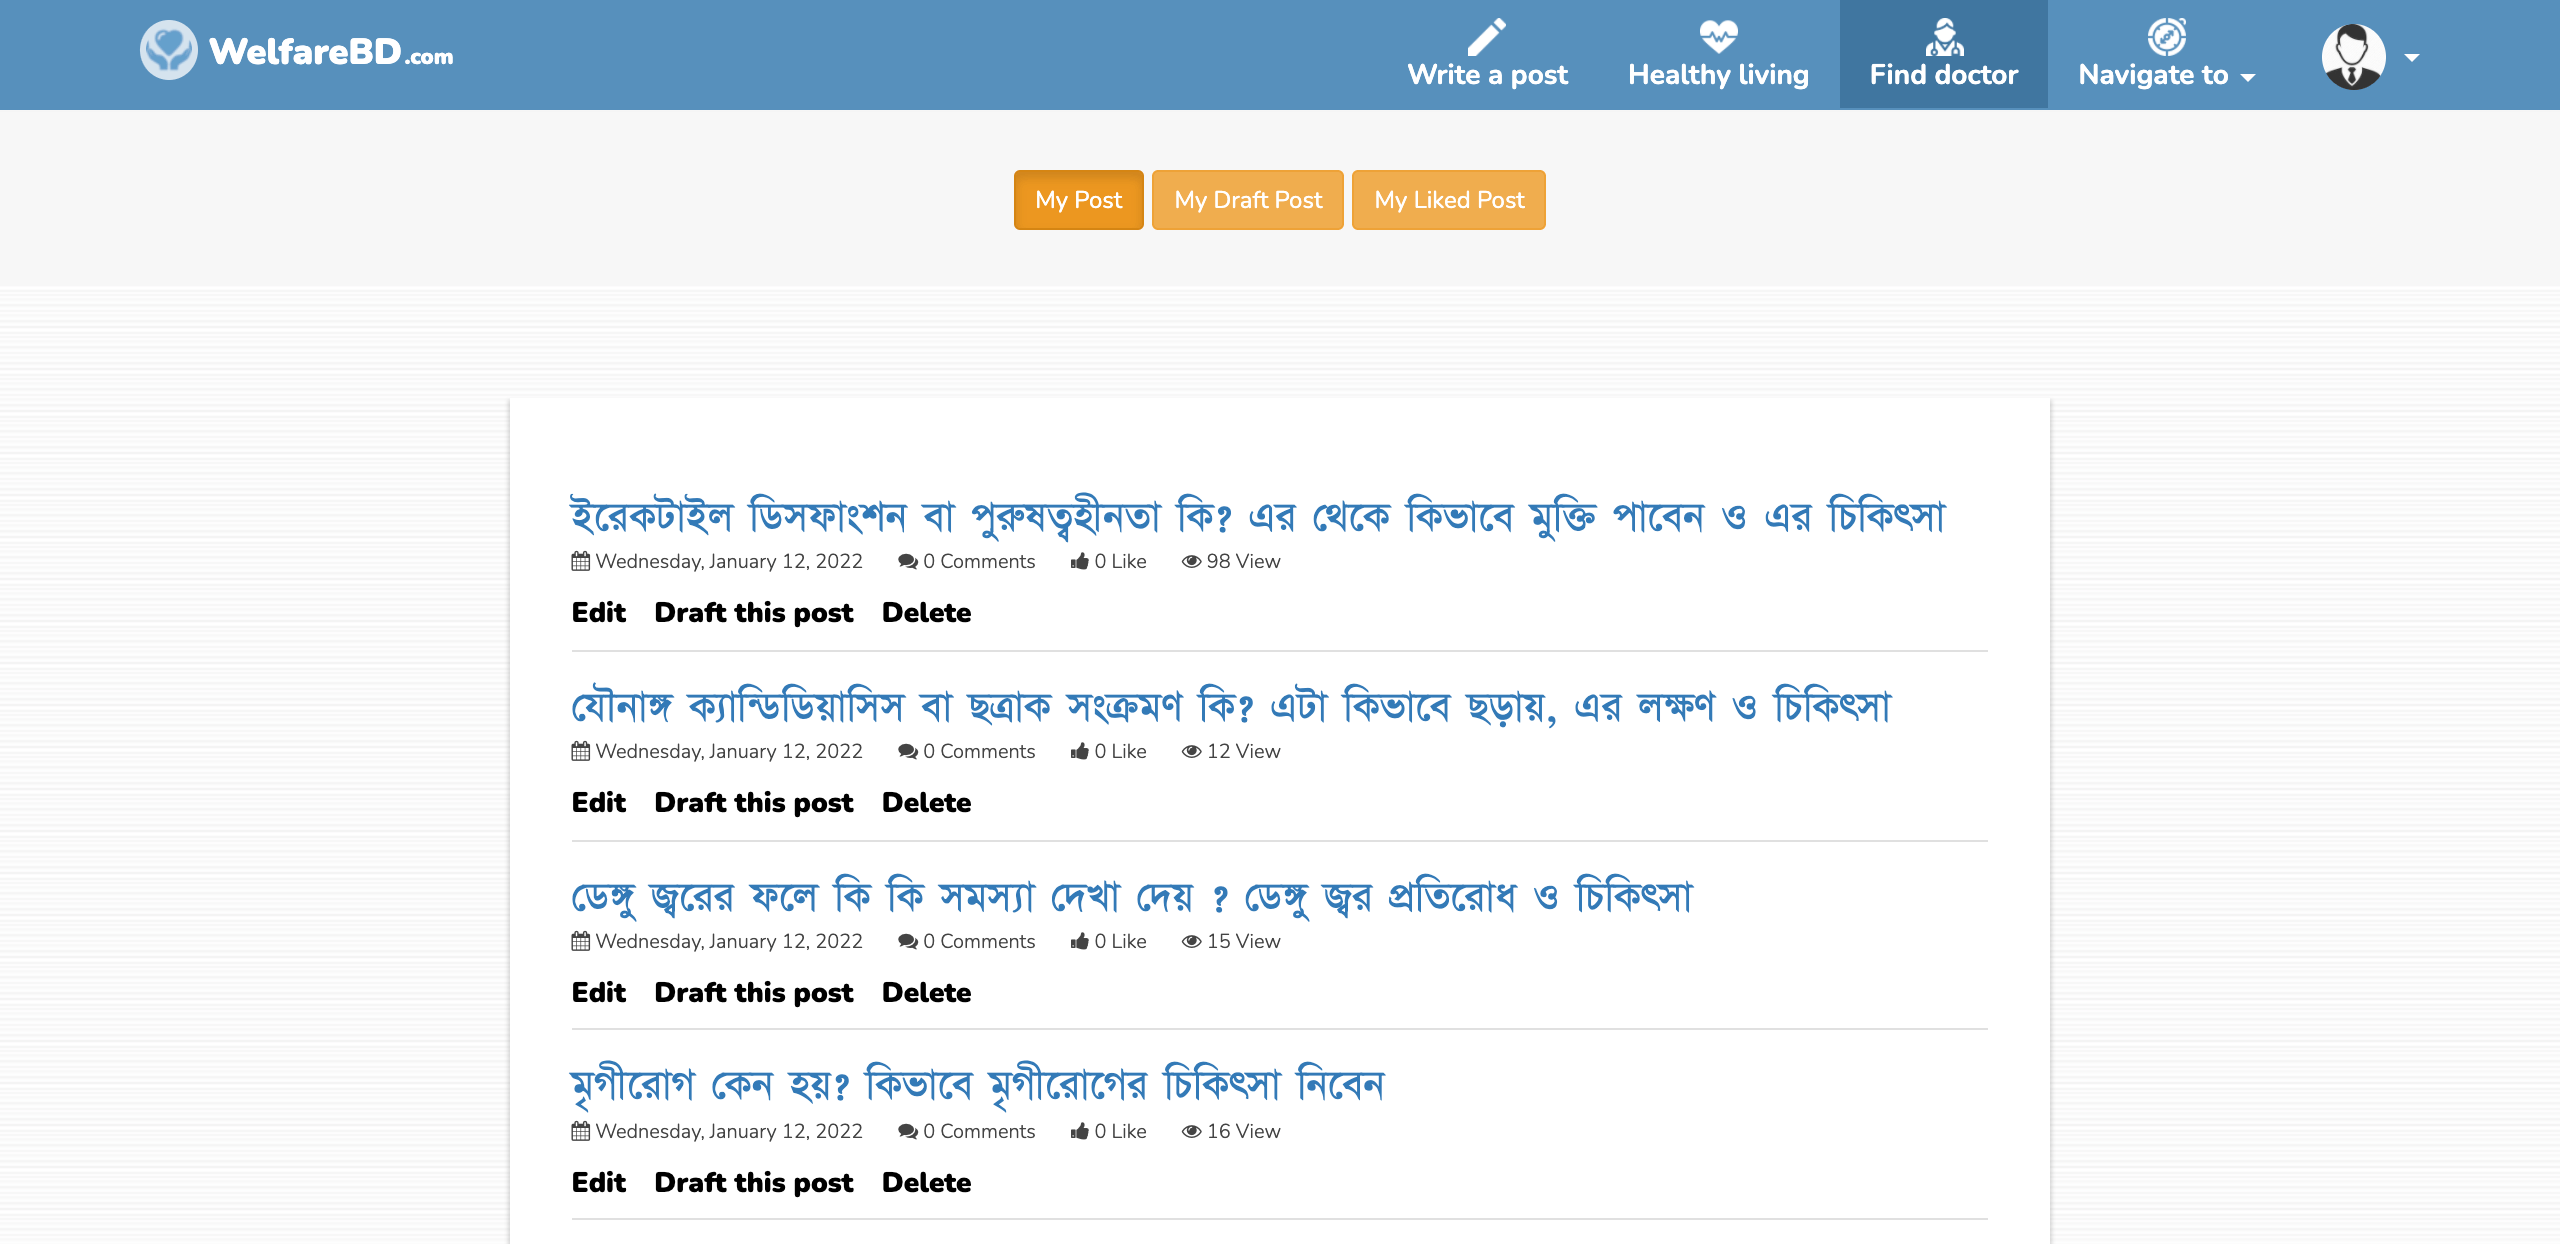 WelfareBD.com
Write a post
Healthy living
Find doctor
Navigate to
My Post
My Draft Post
My Liked Post
ইরেকটাইল ডিসফাংশন বা পুরুষত্বহীনতা কি? এর থেকে কিভাবে মুক্তি পাবেন ও এর চিকিৎসা
Wednesday, January 12, 2022 0 Comments 0 Like 98 View
Edit Draft this post Delete
যৌনাঙ্গ ক্যান্ডিডিয়াসিস বা ছত্রাক সংক্রমণ কি? এটা কিভাবে ছড়ায়, এর লক্ষণ ও চিকিৎসা
Wednesday, January 12, 2022 0 Comments 0 Like 12 View
Edit Draft this post Delete
ডেঙ্গু জ্বরের ফলে কি কি সমস্যা দেখা দেয় ? ডেঙ্গু জ্বর প্রতিরোধ ও চিকিৎসা
Wednesday, January 12, 2022 0 Comments 0 Like 15 View
Edit Draft this post Delete
মৃগীরোগ কেন হয়? কিভাবে মৃগীরোগের চিকিৎসা নিবেন
Wednesday, January 12, 2022 0 Comments 0 Like 16 View
Edit Draft this post Delete